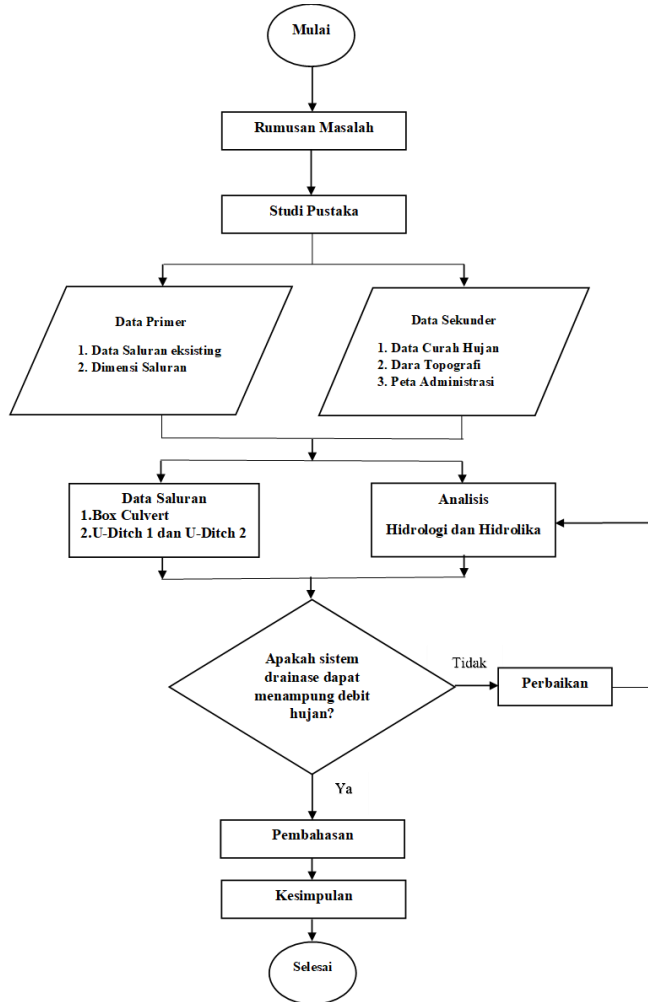 Mulai
Rumusan Masalah
Studi Pustaka
Data Primer
1. Data Saluran eksisting
2. Dimensi Saluran
Data Sekunder
1. Data Curah Hujan
2. Dara Topografi
3. Peta Administrasi
Data Saluran
1.Box Culvert
2.U-Ditch 1 dan U-Ditch 2
Analisis
Hidrologi dan Hidrolika
Apakah sistem
drainase dapat
menampung debit
hujan?
Tidak
Perbaikan
Ya
Pembahasan
Kesimpulan
Selesai